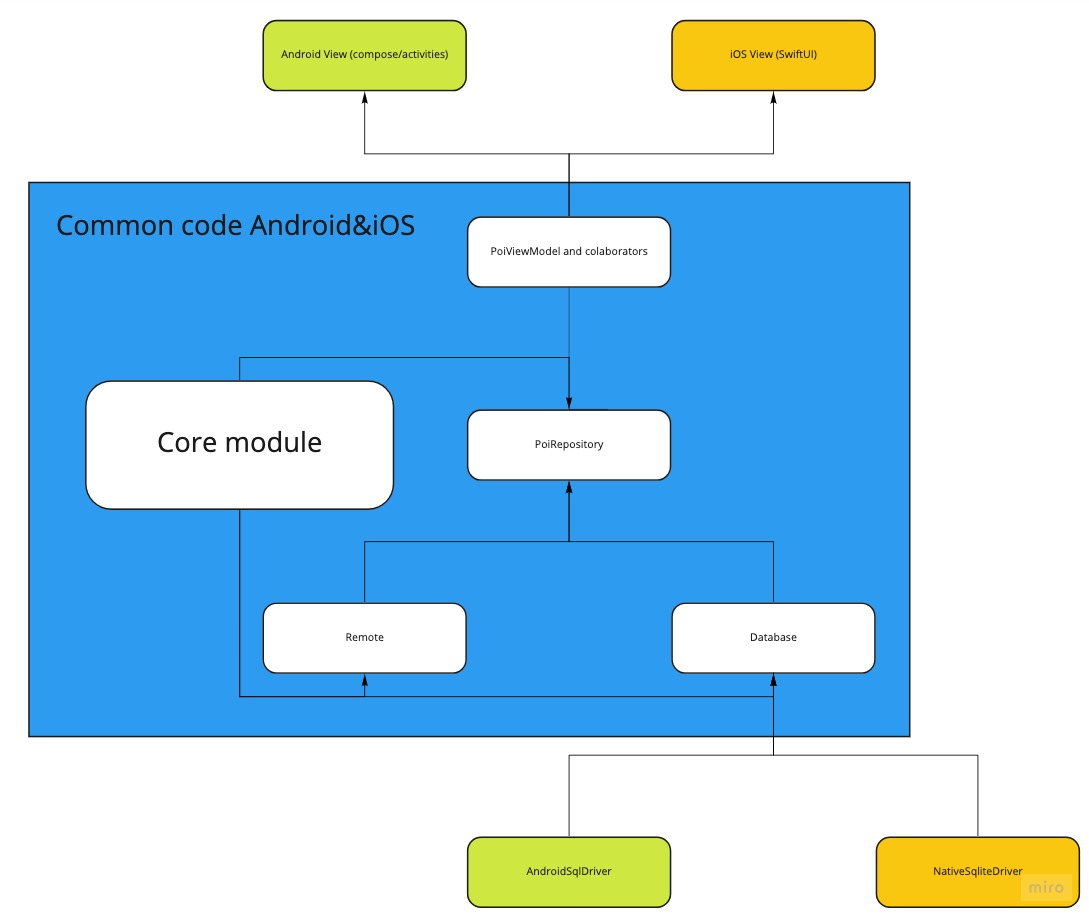 Android View (compose/activities)
iOS View (SwiftUI)
Common code Android&iOS
PoiViewModel and colaborators
Core module
PoiRepository
Remote
Database
AndroidSqlDriver
NativeSqliteDriver
miro